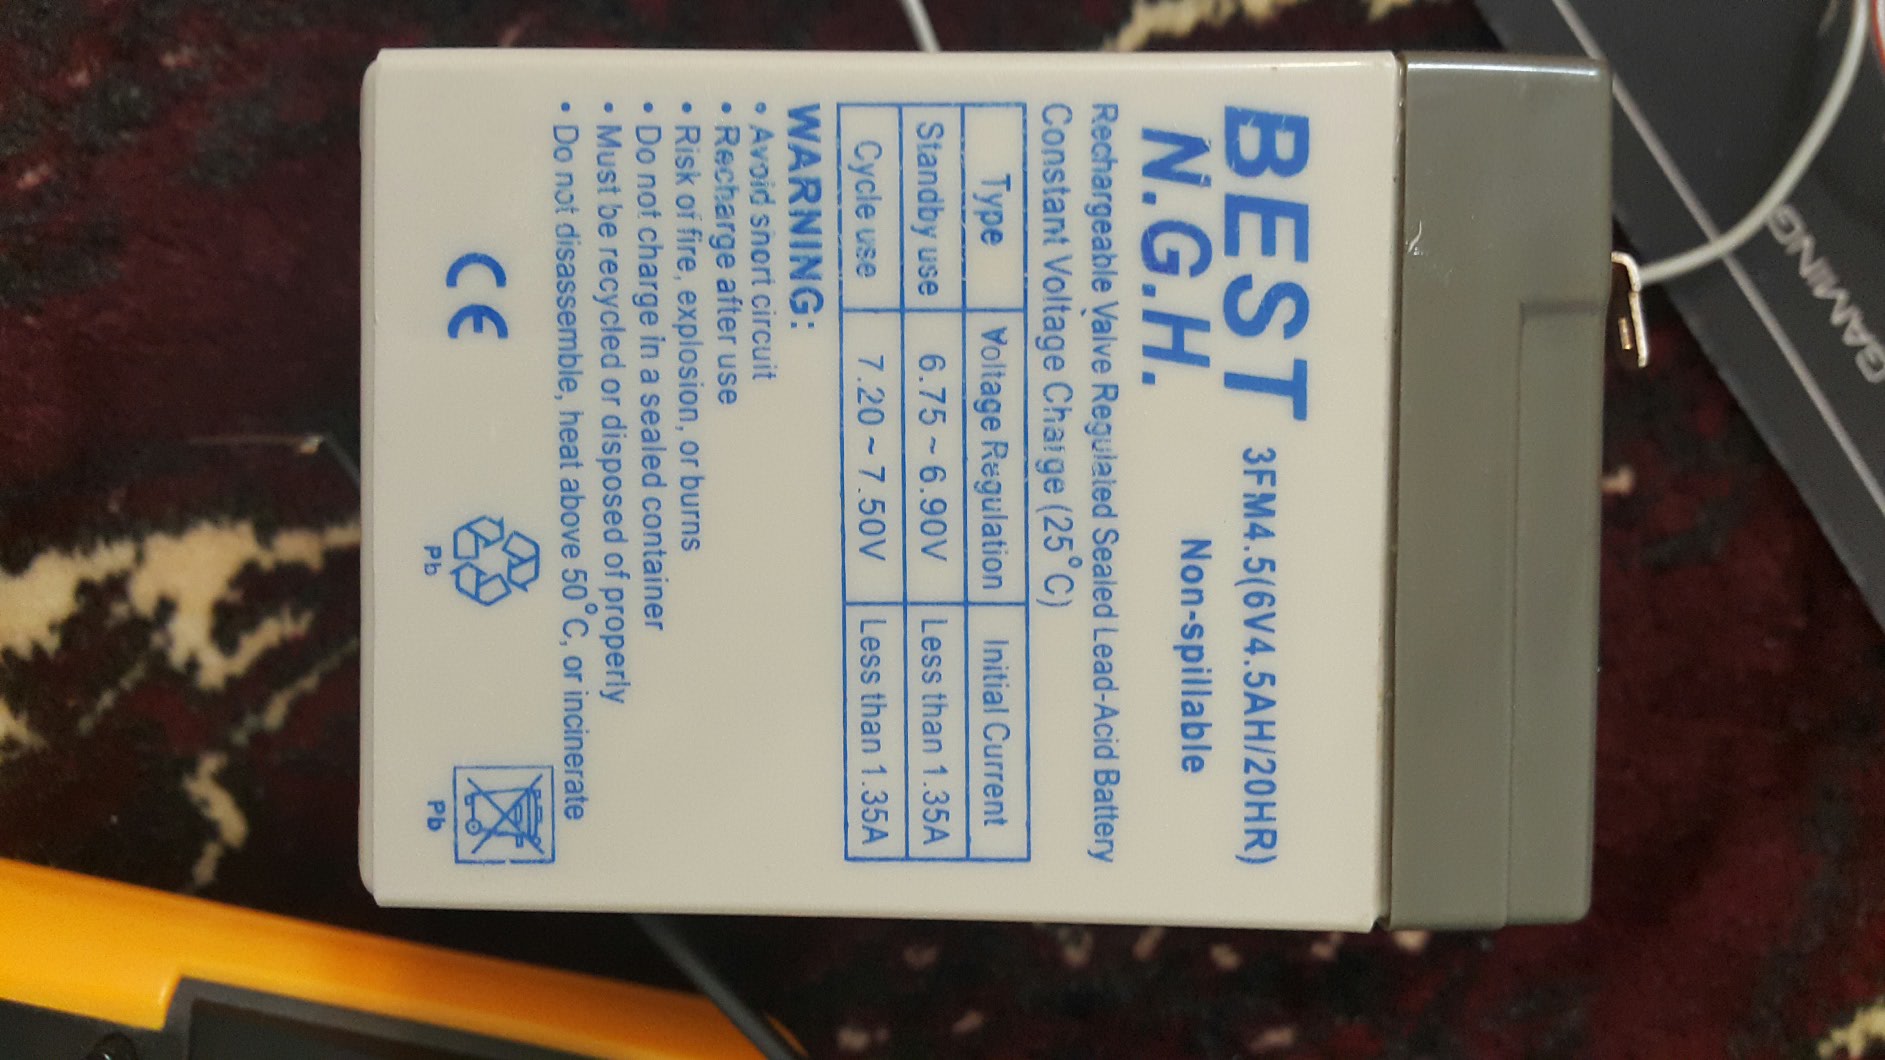 BEST 3FM4.5(6V4.5AH/20HR)
N.G.H. Non-spillable
Rechargeable Valve Regulated Sealed Lead-Acid Battery
Constant Voltage Charge (25°C)
Type Voltage Regulation Initial Current
Standby use 6.75~6.90V Less than 1.35A
Cycle use 7.20~7.50V Less than 1.35A
WARNING:
• Avoid short circuit
• Recharge after use
• Risk of fire, explosion, or burns
• Do not charge in a sealed container
• Must be recycled or disposed of properly
• Do not disassemble, heat above 50°C, or incinerate
CE
Pb
Pb
GAMING